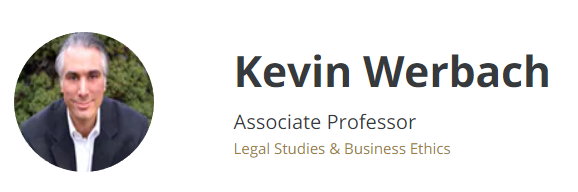 Kevin Werbach
Associate Professor
Legal Studies & Business Ethics